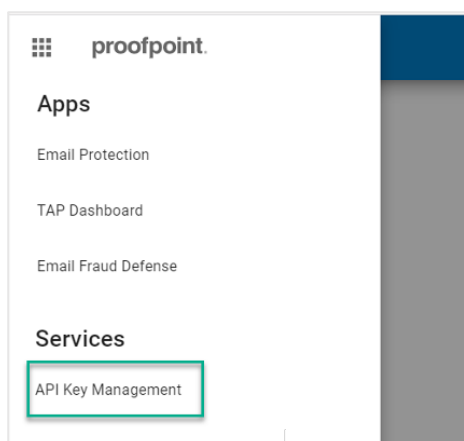 proofpoint.
Apps
Email Protection
TAP Dashboard
Email Fraud Defense
Services
API Key Management